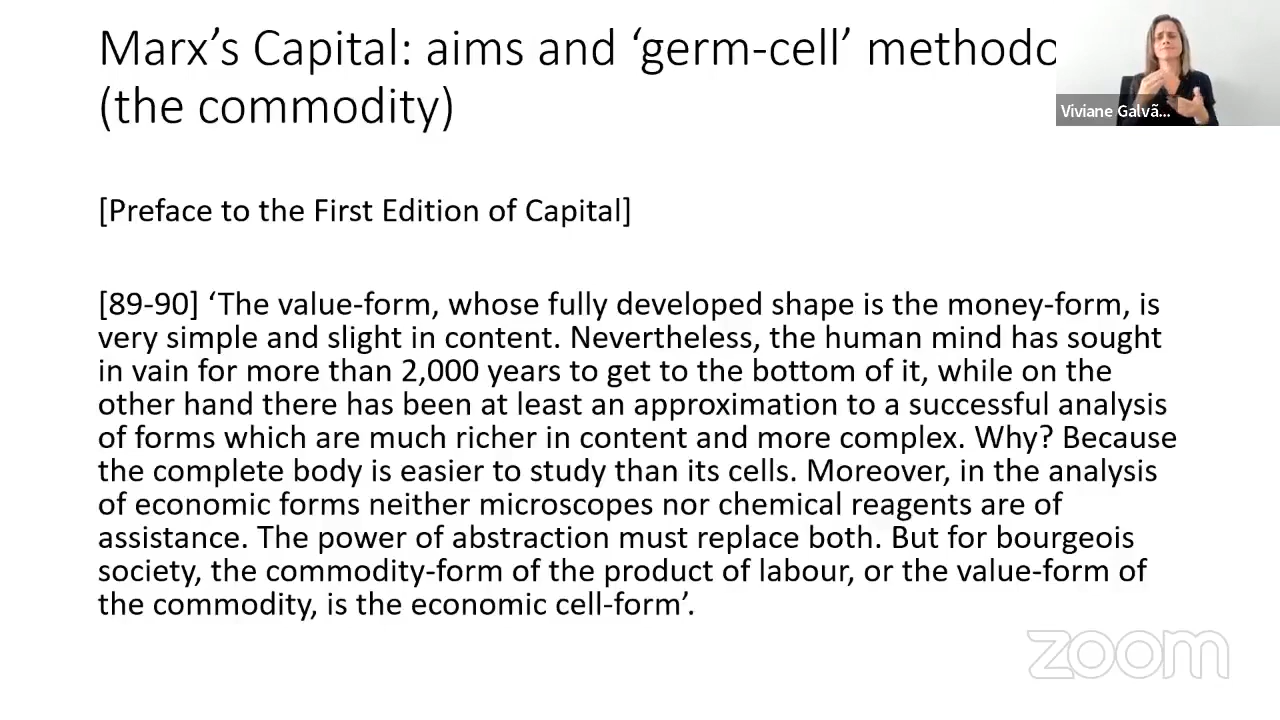 Marx's Capital: aims and 'germ-cell' methodo
(the commodity)
Viviane Galvã...
[Preface to the First Edition of Capital]
[89-90] 'The value-form, whose fully developed shape is the money-form, is
very simple and slight in content. Nevertheless, the human mind has sought
in vain for more than 2,000 years to get to the bottom of it, while on the
other hand there has been at least an approximation to a successful analysis
of forms which are much richer in content and more complex. Why? Because
the complete body is easier to study than its cells. Moreover, in the analysis
of economic forms neither microscopes nor chemical reagents are of
assistance. The power of abstraction must replace both. But for bourgeois
society, the commodity-form of the product of labour, or the value-form of
the commodity, is the economic cell-form'.
zoom